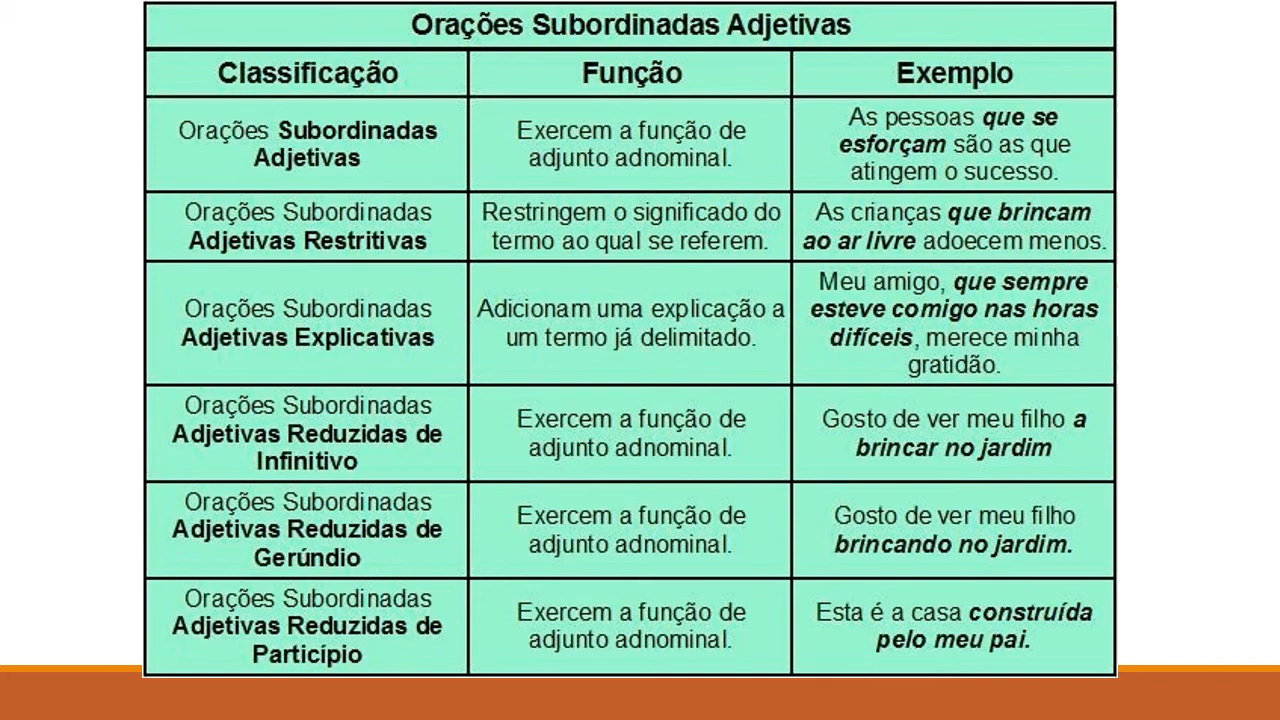 Orações Subordinadas Adjetivas
Classificação
Função
Exemplo
Orações Subordinadas
Adjetivas
Exercem a função de
adjunto adnominal.
As pessoas que se
esforçam são as que
atingem o sucesso.
Orações Subordinadas
Adjetivas Restritivas
Restringem o significado do
termo ao qual se referem.
As crianças que brincam
ao ar livre adoecem menos.
Orações Subordinadas
Adjetivas Explicativas
Adicionam uma explicação a
um termo já delimitado.
Meu amigo, que sempre
esteve comigo nas horas
difíceis, merece minha
gratidão.
Orações Subordinadas
Adjetivas Reduzidas de
Infinitivo
Exercem a função de
adjunto adnominal.
Gosto de ver meu filho a
brincar no jardim
Orações Subordinadas
Adjetivas Reduzidas de
Gerúndio
Exercem a função de
adjunto adnominal.
Gosto de ver meu filho
brincando no jardim.
Orações Subordinadas
Adjetivas Reduzidas de
Particípio
Exercem a função de
adjunto adnominal.
Esta é a casa construída
pelo meu pai.